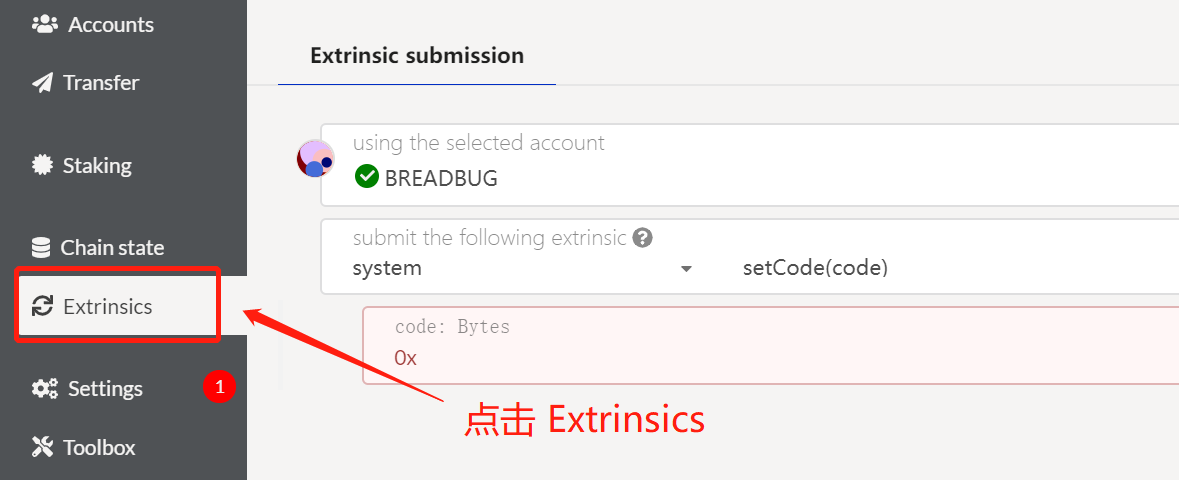 Accounts
Transfer
Staking
Chain state
Extrinsics
Settings 1
Toolbox
Extrinsic submission
using the selected account
BREADBUG
submit the following extrinsic
system setCode(code)
code: Bytes
0x
点击 Extrinsics